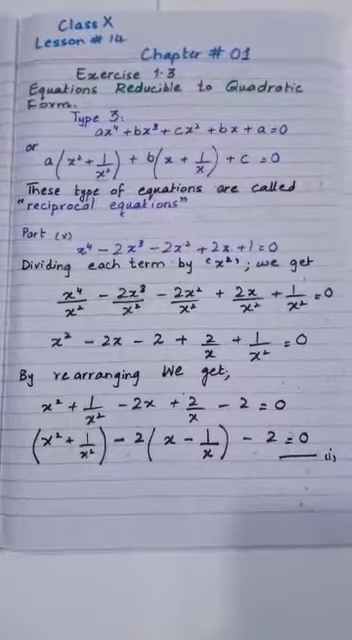 Class X
Lesson # 14
Chapter # 01
Exercise 1.3
Equations Reducible to Quadratic
Form.
Type 3:
ax⁴ + bx³ + cx² + bx + a = 0
or
a(x² + 1/x²) + b(x + 1/x) + c = 0
These type of equations are called
"reciprocal equations"
Part (v)
x⁴ - 2x³ - 2x² + 2x + 1 = 0
Dividing each term by 'x²', we get
x⁴/x² - 2x³/x² - 2x²/x² + 2x/x² + 1/x² = 0
x² - 2x - 2 + 2/x + 1/x² = 0
By rearranging We get,
x² + 1/x² - 2x + 2/x - 2 = 0
(x² + 1/x²) - 2(x - 1/x) - 2 = 0 — (i)